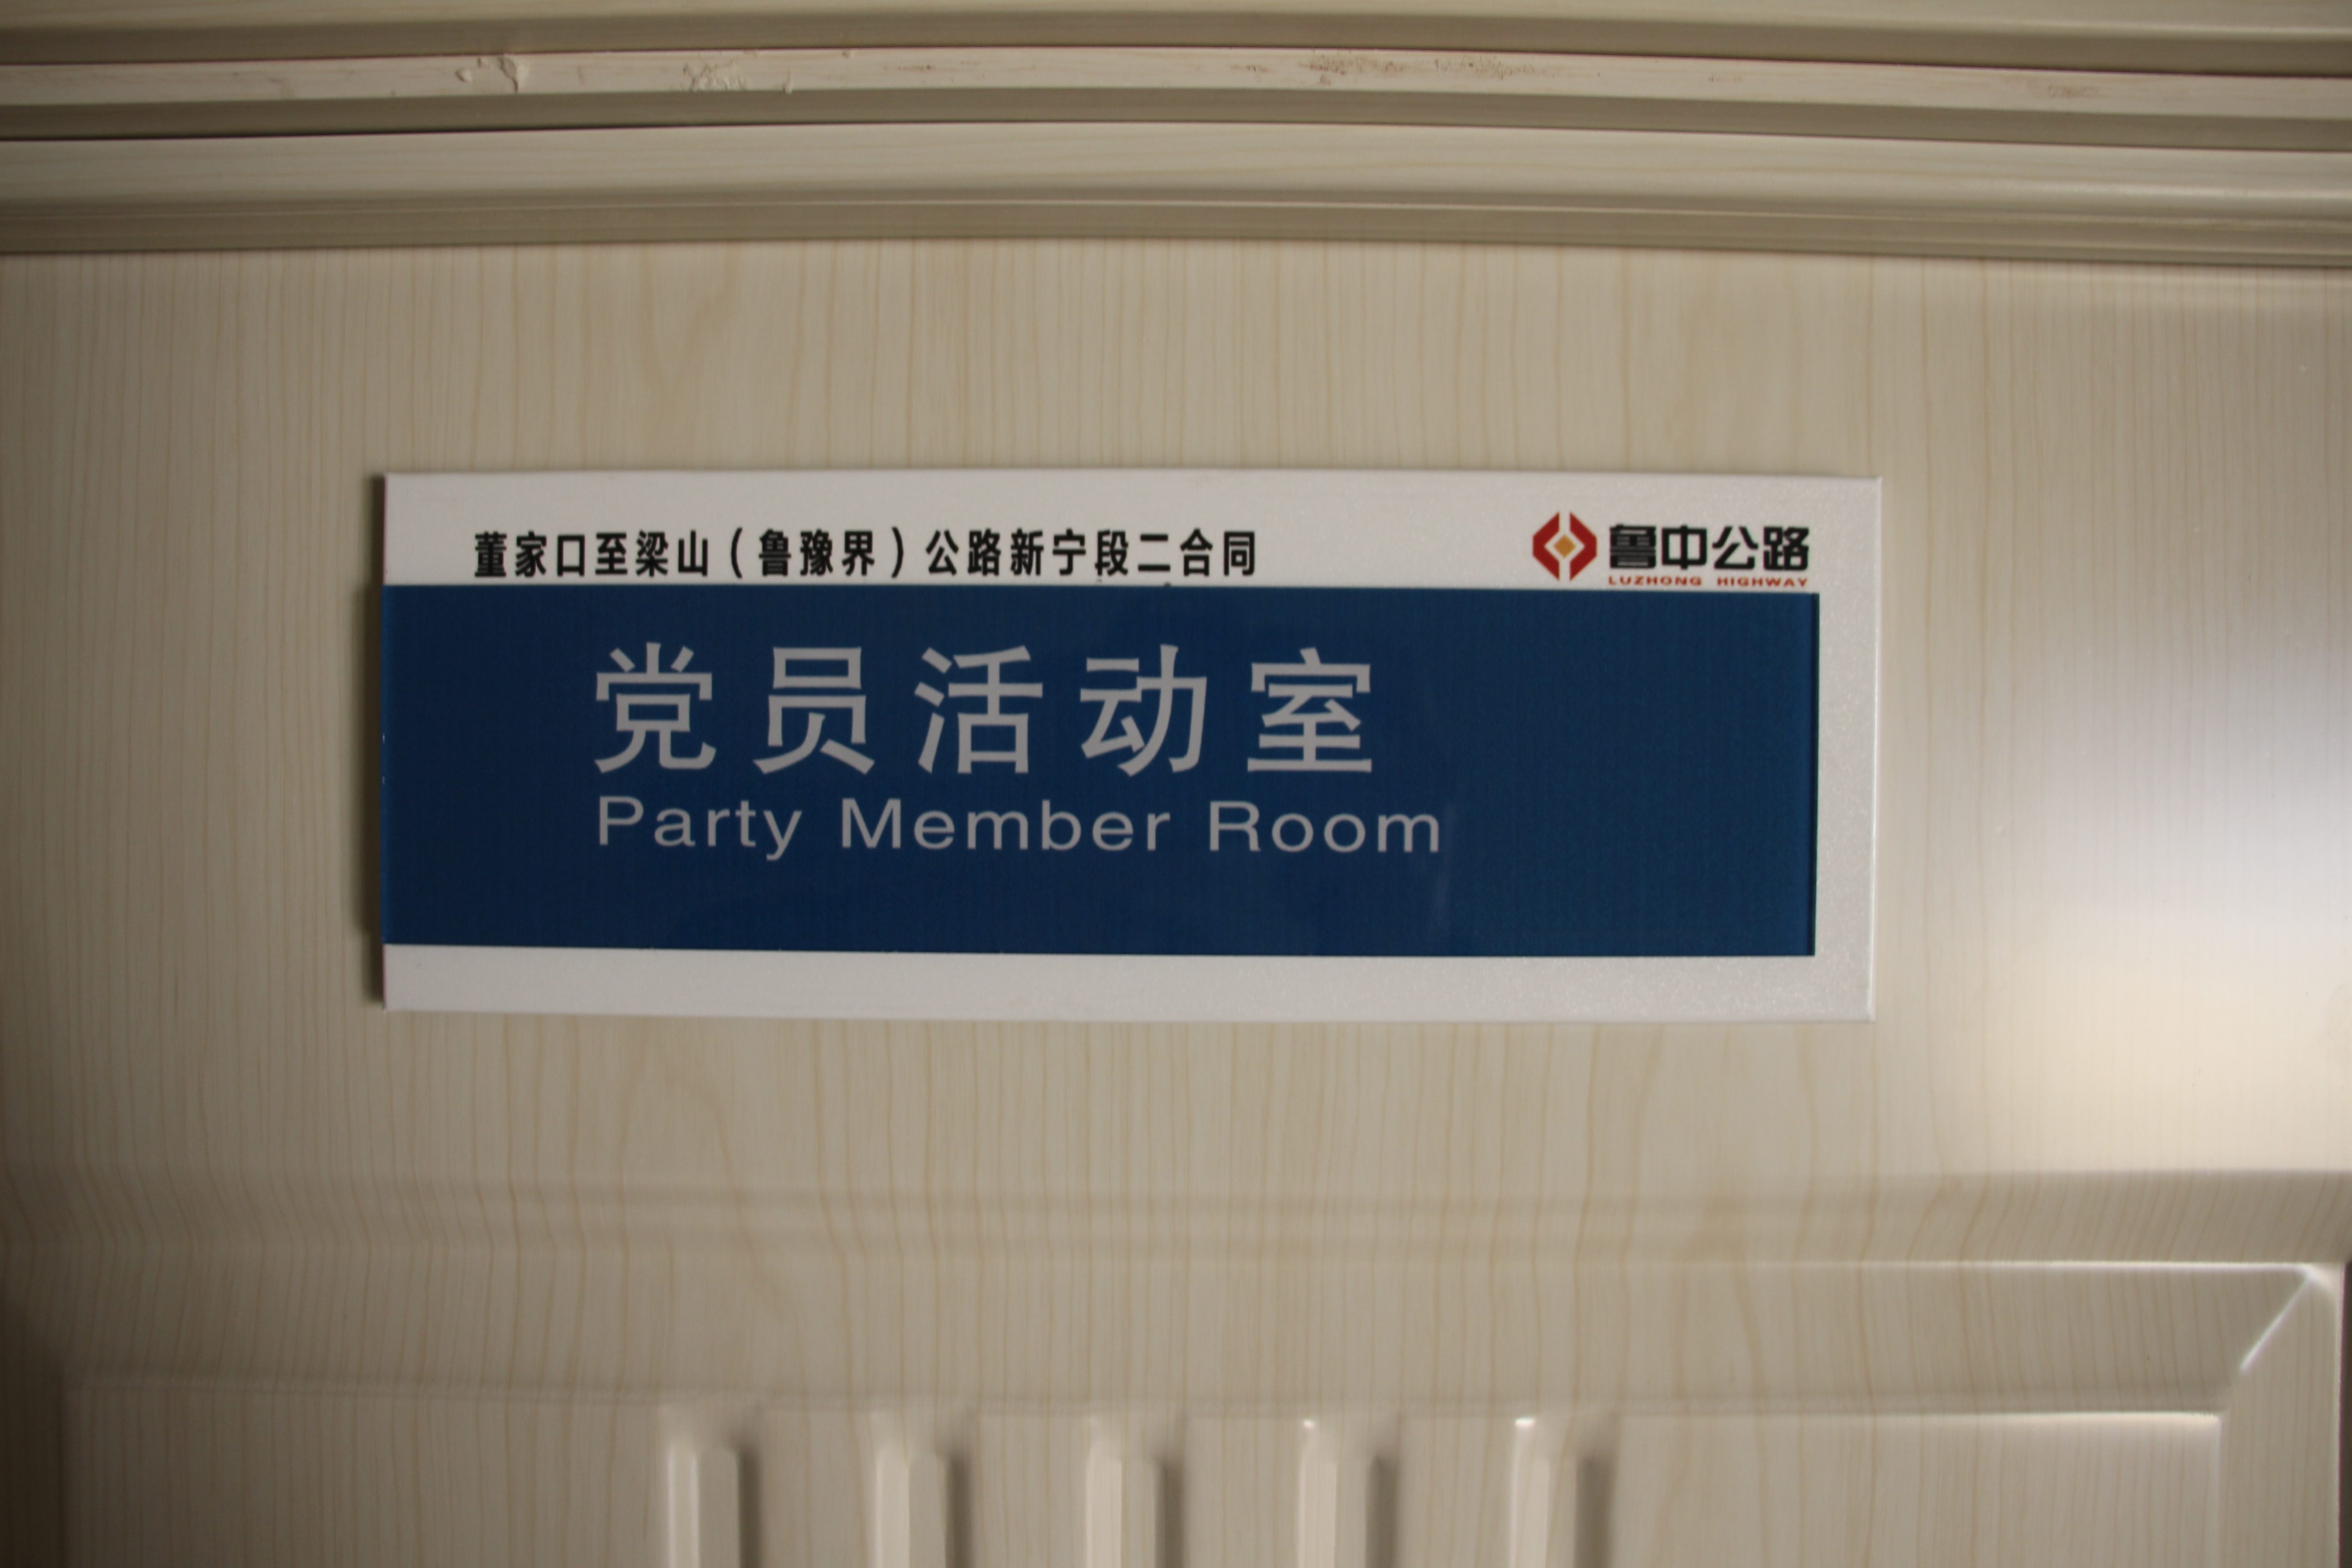 董家口至梁山（鲁豫界）公路新宁段二合同
鲁中公路
LUZHONG HIGHWAY
党员活动室
Party Member Room